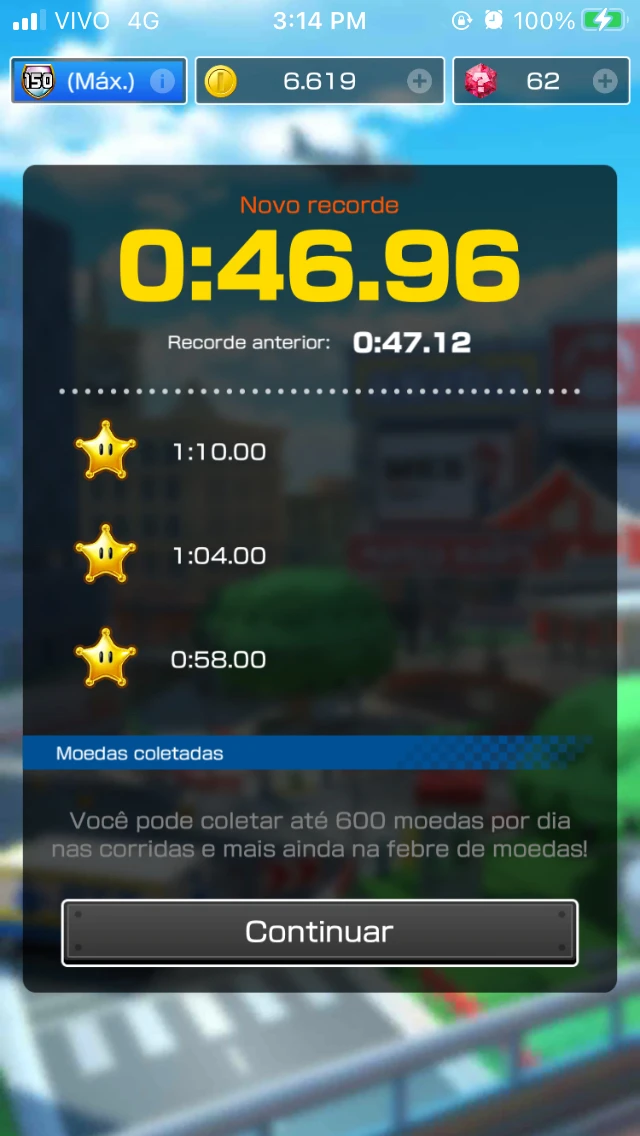 VIVO 4G 3:14 PM 100%
150 (Máx.) i 6.619 + 62 +
Novo recorde
0:46.96
Recorde anterior: 0:47.12
1:10.00
1:04.00
0:58.00
Moedas coletadas
Você pode coletar até 600 moedas por dia
nas corridas e mais ainda na febre de moedas!
Continuar